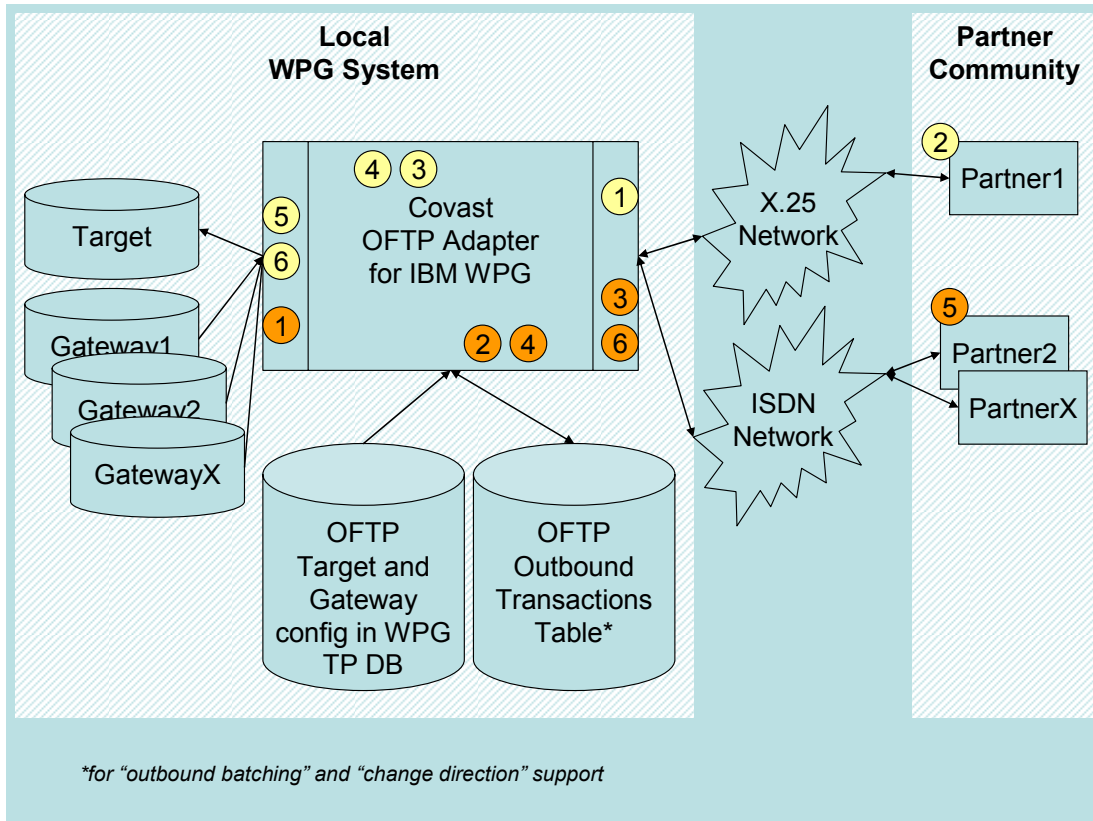 Local
WPG System
Partner
Community
4
3
1
2
Partner1
5
Target
Covast
OFTP Adapter
for IBM WPG
X.25
Network
6
3
1
Gateway1
2
4
6
5
Partner2
Gateway2
PartnerX
GatewayX
ISDN
Network
OFTP
Target and
Gateway
config in WPG
TP DB
OFTP
Outbound
Transactions
Table*
*for “outbound batching” and “change direction” support